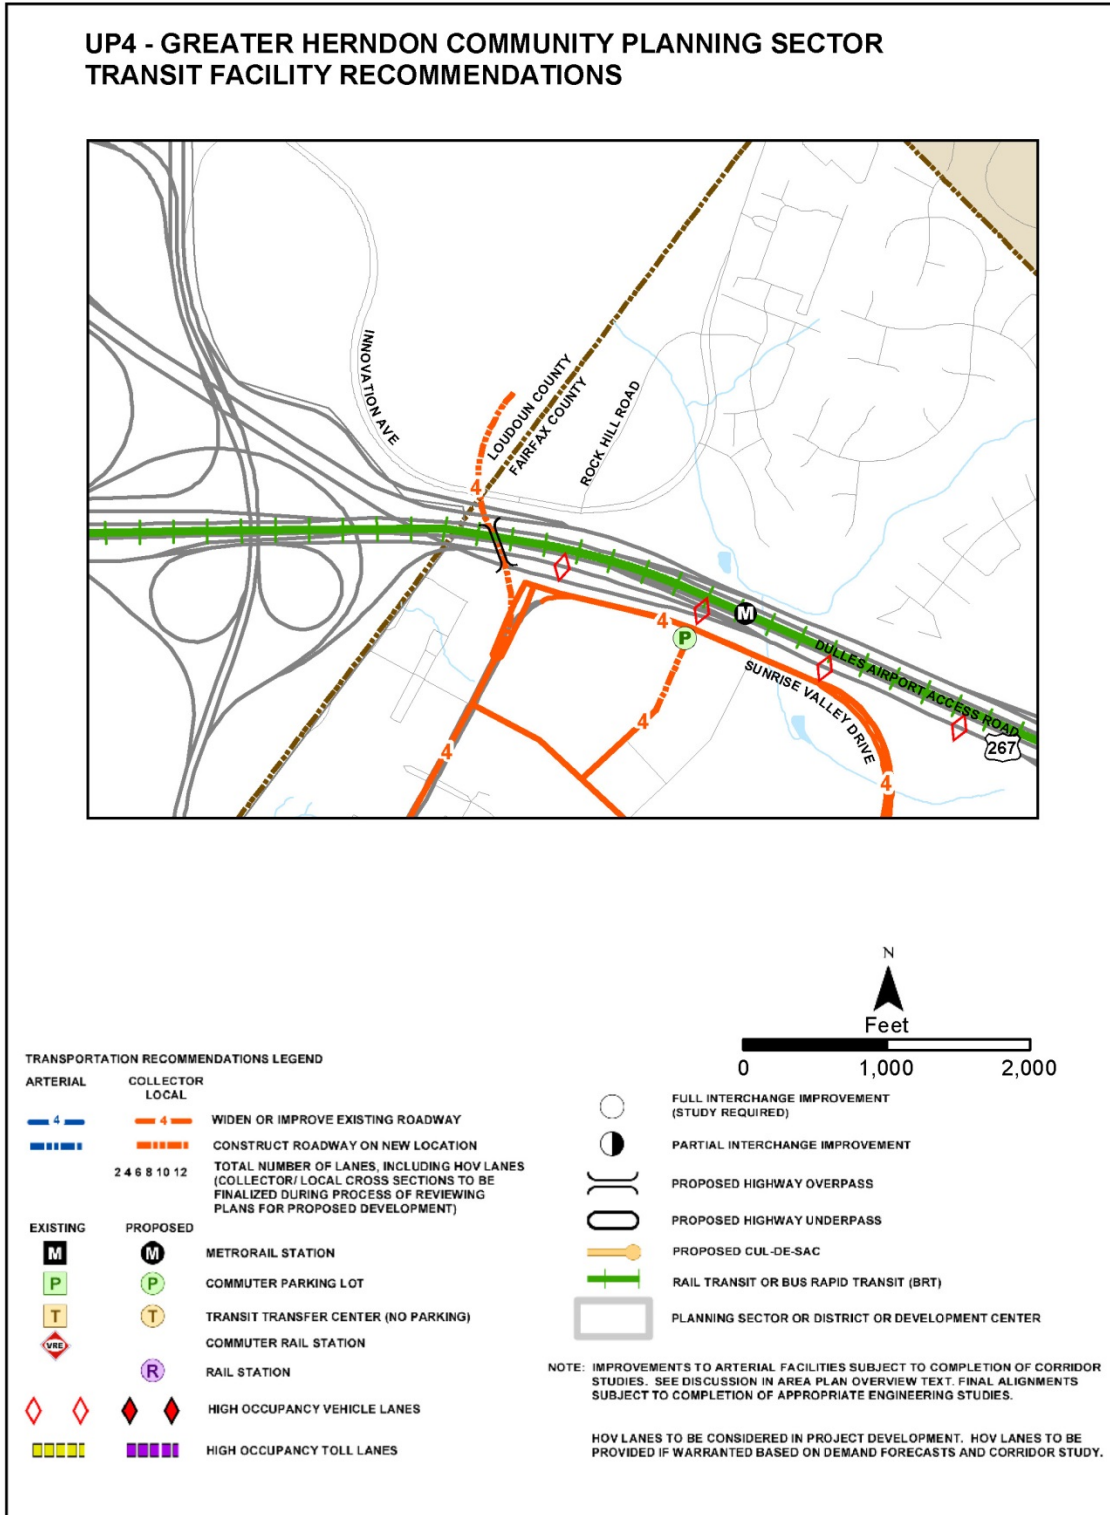 UP4 - GREATER HERNDON COMMUNITY PLANNING SECTOR
TRANSIT FACILITY RECOMMENDATIONS
INNOVATION AVE
LOUDOUN COUNTY
FAIRFAX COUNTY
ROCK HILL ROAD
4
M
4
P
DULLES AIRPORT ACCESS ROAD
SUNRISE VALLEY DRIVE
4
4
267
4
N
Feet
0 1,000 2,000
TRANSPORTATION RECOMMENDATIONS LEGEND
ARTERIAL COLLECTOR
LOCAL
4 4 WIDEN OR IMPROVE EXISTING ROADWAY
CONSTRUCT ROADWAY ON NEW LOCATION
2 4 6 8 10 12 TOTAL NUMBER OF LANES, INCLUDING HOV LANES
(COLLECTOR/ LOCAL CROSS SECTIONS TO BE
FINALIZED DURING PROCESS OF REVIEWING
PLANS FOR PROPOSED DEVELOPMENT)
EXISTING PROPOSED
M M METRORAIL STATION
P P COMMUTER PARKING LOT
T T TRANSIT TRANSFER CENTER (NO PARKING)
VRE COMMUTER RAIL STATION
R RAIL STATION
HIGH OCCUPANCY VEHICLE LANES
HIGH OCCUPANCY TOLL LANES
FULL INTERCHANGE IMPROVEMENT
(STUDY REQUIRED)
PARTIAL INTERCHANGE IMPROVEMENT
PROPOSED HIGHWAY OVERPASS
PROPOSED HIGHWAY UNDERPASS
PROPOSED CUL-DE-SAC
RAIL TRANSIT OR BUS RAPID TRANSIT (BRT)
PLANNING SECTOR OR DISTRICT OR DEVELOPMENT CENTER
NOTE: IMPROVEMENTS TO ARTERIAL FACILITIES SUBJECT TO COMPLETION OF CORRIDOR
STUDIES. SEE DISCUSSION IN AREA PLAN OVERVIEW TEXT. FINAL ALIGNMENTS
SUBJECT TO COMPLETION OF APPROPRIATE ENGINEERING STUDIES.
HOV LANES TO BE CONSIDERED IN PROJECT DEVELOPMENT. HOV LANES TO BE
PROVIDED IF WARRANTED BASED ON DEMAND FORECASTS AND CORRIDOR STUDY.